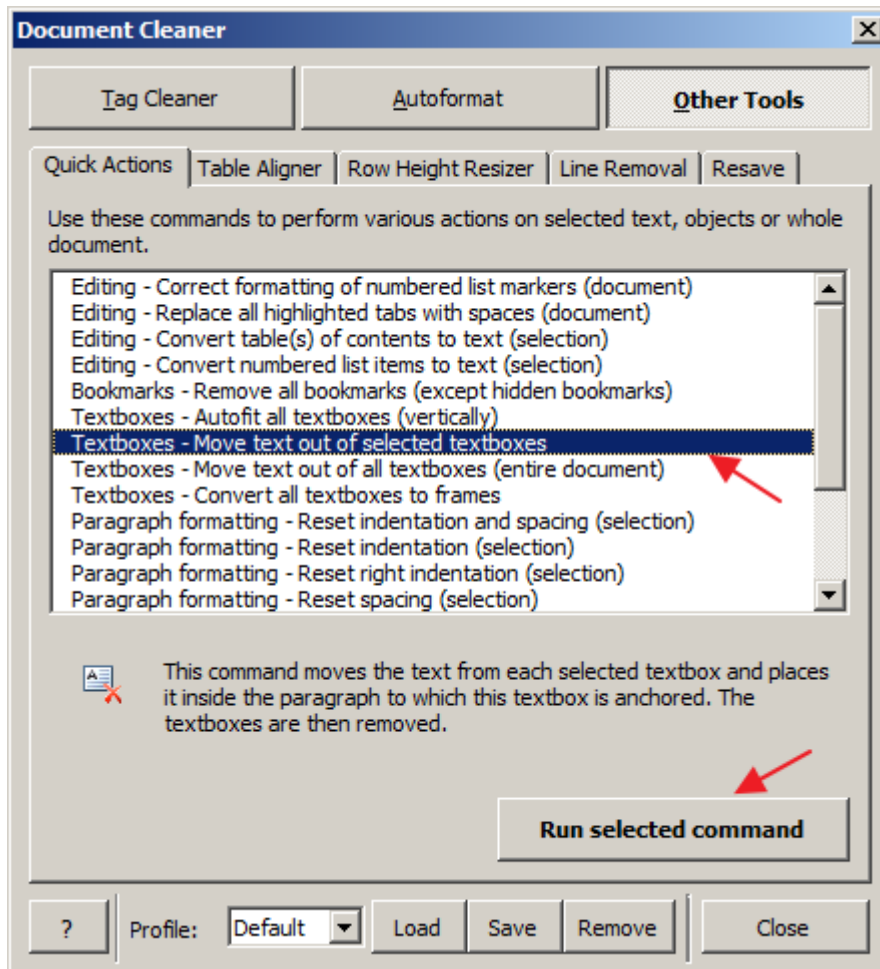 Document Cleaner
Tag Cleaner
Autoformat
Other Tools
Quick Actions
Table Aligner
Row Height Resizer
Line Removal
Resave
Use these commands to perform various actions on selected text, objects or whole
document.
Editing - Correct formatting of numbered list markers (document)
Editing - Replace all highlighted tabs with spaces (document)
Editing - Convert table(s) of contents to text (selection)
Editing - Convert numbered list items to text (selection)
Bookmarks - Remove all bookmarks (except hidden bookmarks)
Textboxes - Autofit all textboxes (vertically)
Textboxes - Move text out of selected textboxes
Textboxes - Move text out of all textboxes (entire document)
Textboxes - Convert all textboxes to frames
Paragraph formatting - Reset indentation and spacing (selection)
Paragraph formatting - Reset indentation (selection)
Paragraph formatting - Reset right indentation (selection)
Paragraph formatting - Reset spacing (selection)
This command moves the text from each selected textbox and places
it inside the paragraph to which this textbox is anchored. The
textboxes are then removed.
Run selected command
?
Profile:
Default
Load
Save
Remove
Close